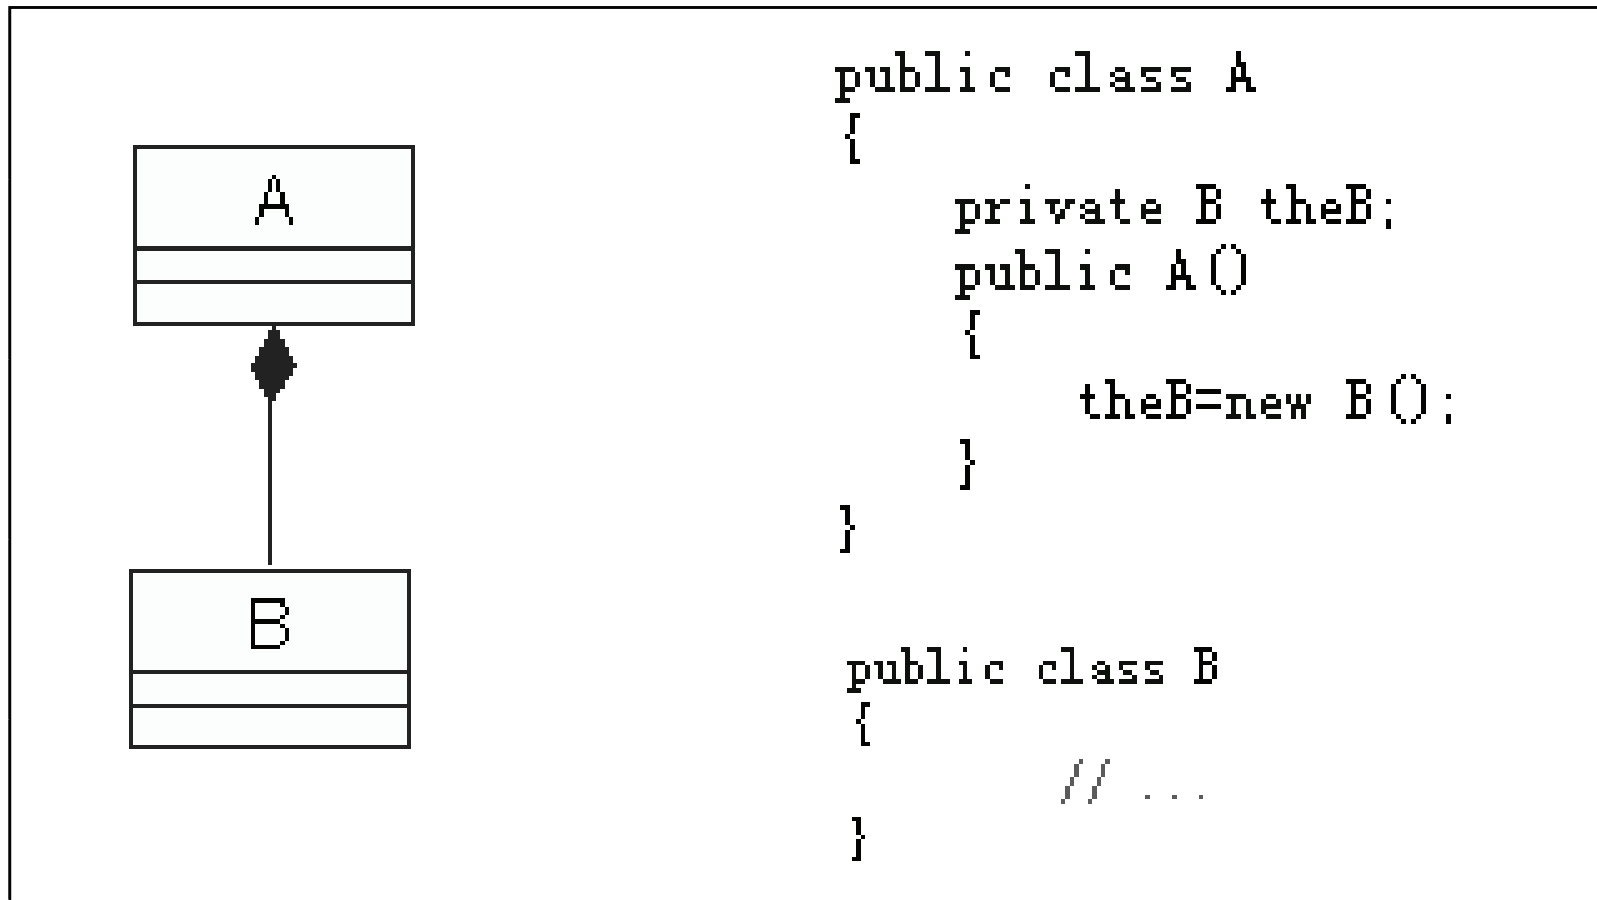 A
B
public class A
{
private B theB;
public A()
{
theB=new B();
}
}
public class B
{
// ...
}